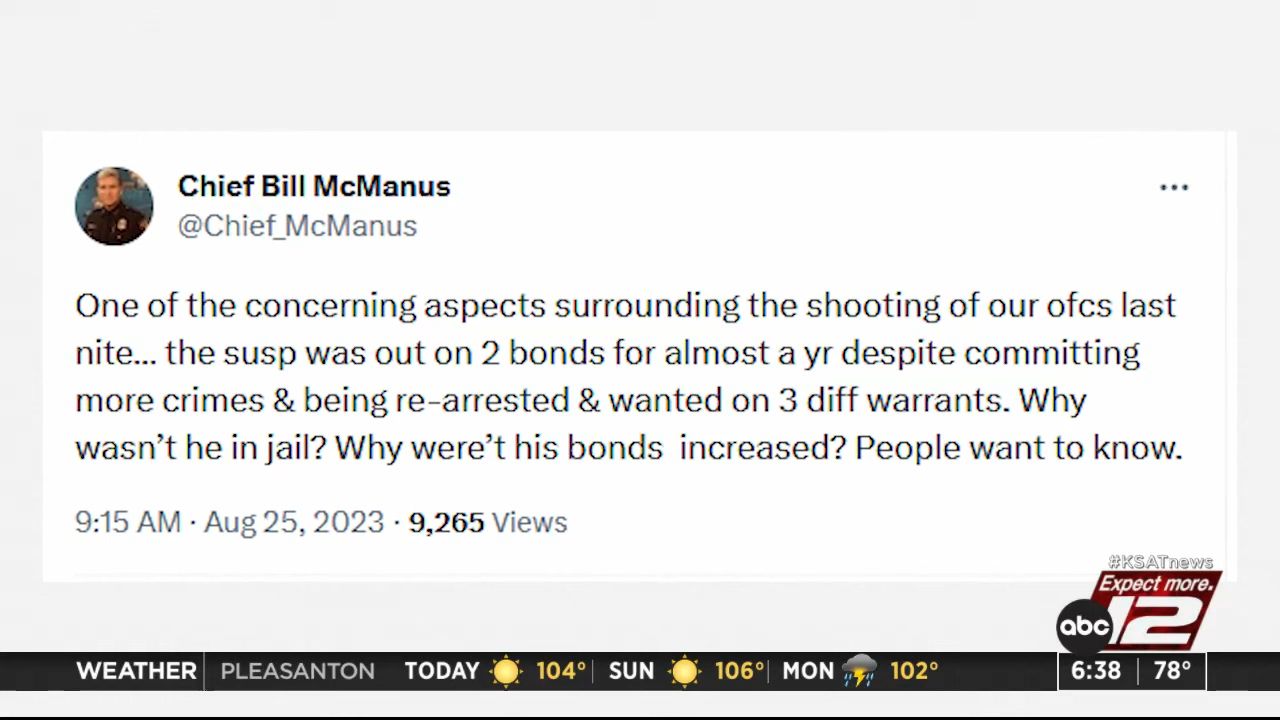 Chief Bill McManus
@Chief_McManus
One of the concerning aspects surrounding the shooting of our ofcs last
nite... the susp was out on 2 bonds for almost a yr despite committing
more crimes & being re-arrested & wanted on 3 diff warrants. Why
wasn't he in jail? Why were't his bonds  increased? People want to know.
9:15 AM · Aug 25, 2023 · 9,265 Views
#KSATnews
Expect more.
abc 12
WEATHER PLEASANTON TODAY 104° SUN 106° MON 102° 6:38 78°